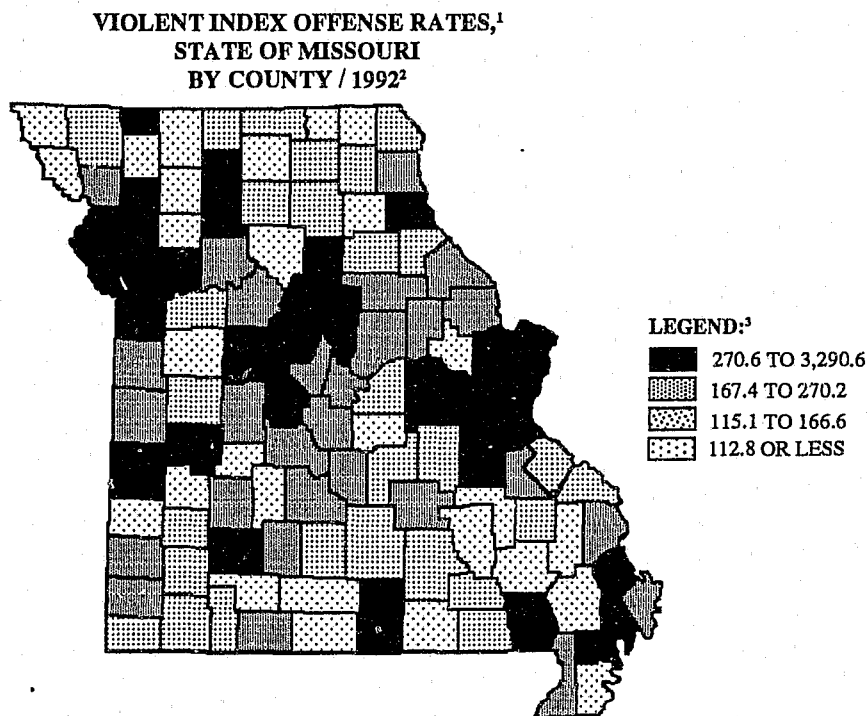 VIOLENT INDEX OFFENSE RATES,¹
STATE OF MISSOURI
BY COUNTY / 1992²
LEGEND:³
270.6 TO 3,290.6
167.4 TO 270.2
115.1 TO 166.6
112.8 OR LESS